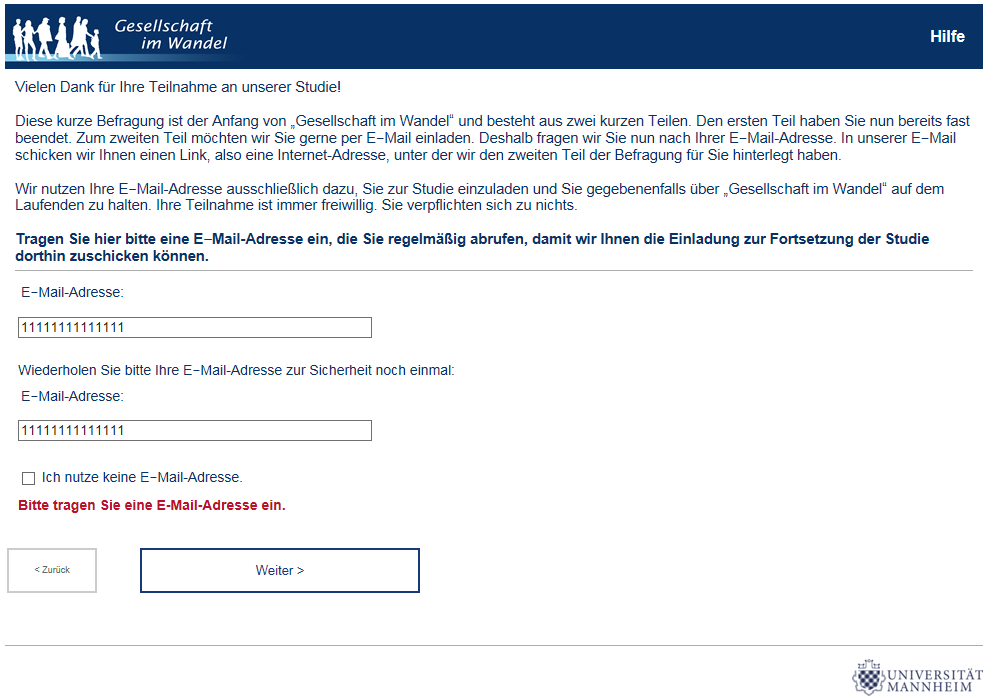 Gesellschaft
im Wandel
Hilfe
Vielen Dank für Ihre Teilnahme an unserer Studie!
Diese kurze Befragung ist der Anfang von „Gesellschaft im Wandel“ und besteht aus zwei kurzen Teilen. Den ersten Teil haben Sie nun bereits fast
beendet. Zum zweiten Teil möchten wir Sie gerne per E−Mail einladen. Deshalb fragen wir Sie nun nach Ihrer E−Mail-Adresse. In unserer E−Mail
schicken wir Ihnen einen Link, also eine Internet-Adresse, unter der wir den zweiten Teil der Befragung für Sie hinterlegt haben.
Wir nutzen Ihre E−Mail-Adresse ausschließlich dazu, Sie zur Studie einzuladen und Sie gegebenenfalls über „Gesellschaft im Wandel“ auf dem
Laufenden zu halten. Ihre Teilnahme ist immer freiwillig. Sie verpflichten sich zu nichts.
Tragen Sie hier bitte eine E−Mail-Adresse ein, die Sie regelmäßig abrufen, damit wir Ihnen die Einladung zur Fortsetzung der Studie
dorthin zuschicken können.
E−Mail-Adresse:
11111111111111
Wiederholen Sie bitte Ihre E−Mail-Adresse zur Sicherheit noch einmal:
E−Mail-Adresse:
11111111111111
Ich nutze keine E−Mail-Adresse.
Bitte tragen Sie eine E-Mail-Adresse ein.
< Zurück
Weiter >
UNIVERSITÄT
MANNHEIM